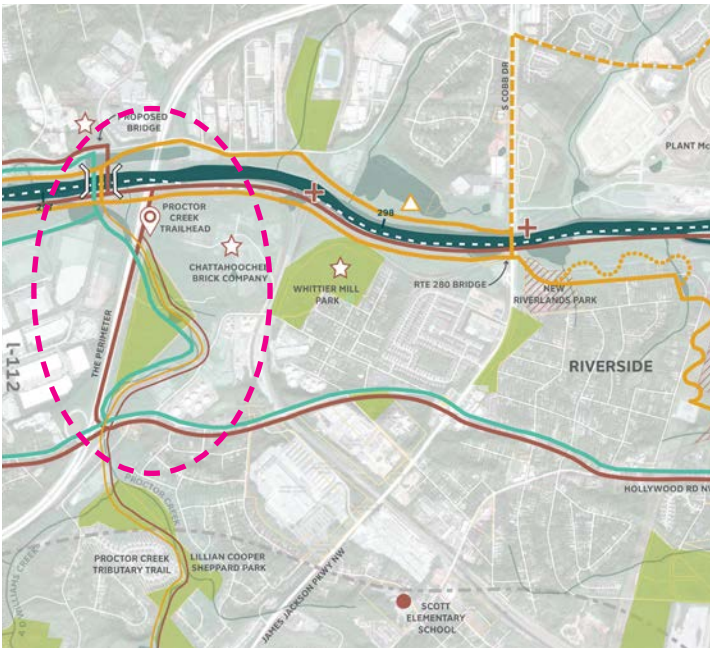 S COBB DR
PROPOSED
BRIDGE
PLANT Mc
PROCTOR
CREEK
TRAILHEAD
298
CHATTAHOOCHEE
BRICK COMPANY
WHITTIER MILL
PARK
RTE 280 BRIDGE
NEW
RIVERLANDS PARK
THE PERIMETER
I-112
RIVERSIDE
HOLLYWOOD RD NW
PROCTOR CREEK
PROCTOR CREEK
TRIBUTARY TRAIL
LILLIAN COOPER
SHEPPARD PARK
JAMES JACKSON PKWY NW
SCOTT
ELEMENTARY
SCHOOL